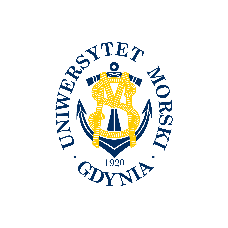 UNIWERSYTET MORSKI
1920
· GDYNIA ·